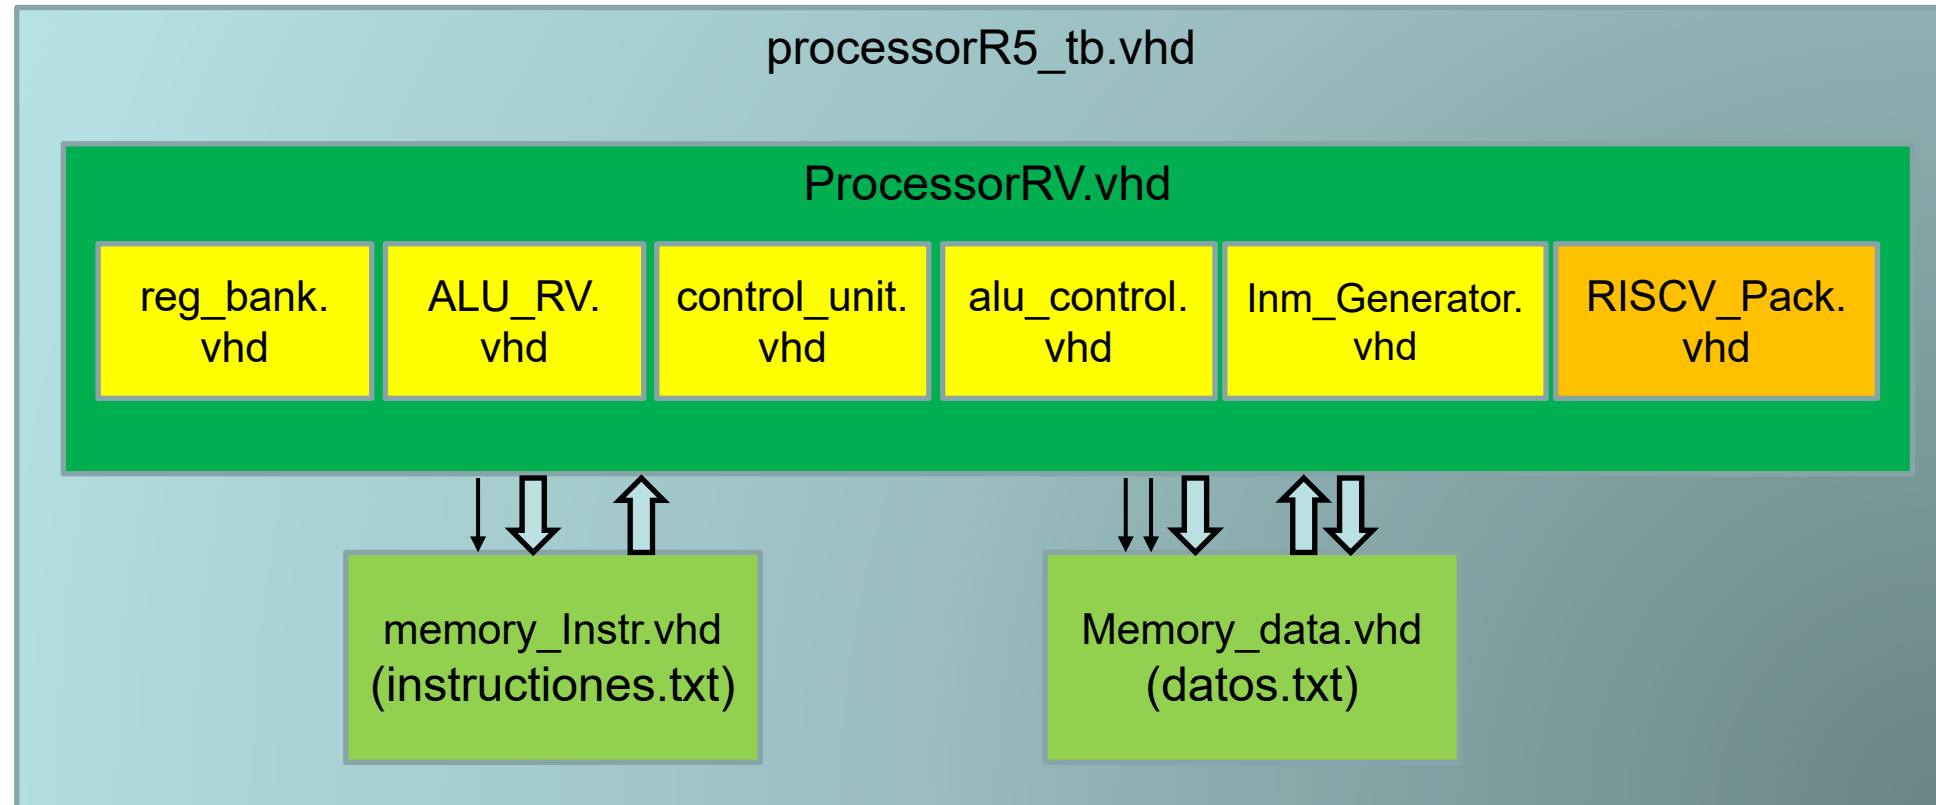 processorR5_tb.vhd
ProcessorRV.vhd
reg_bank.
vhd
ALU_RV.
vhd
control_unit.
vhd
alu_control.
vhd
Inm_Generator.
vhd
RISCV_Pack.
vhd
memory_Instr.vhd
(instructiones.txt)
Memory_data.vhd
(datos.txt)